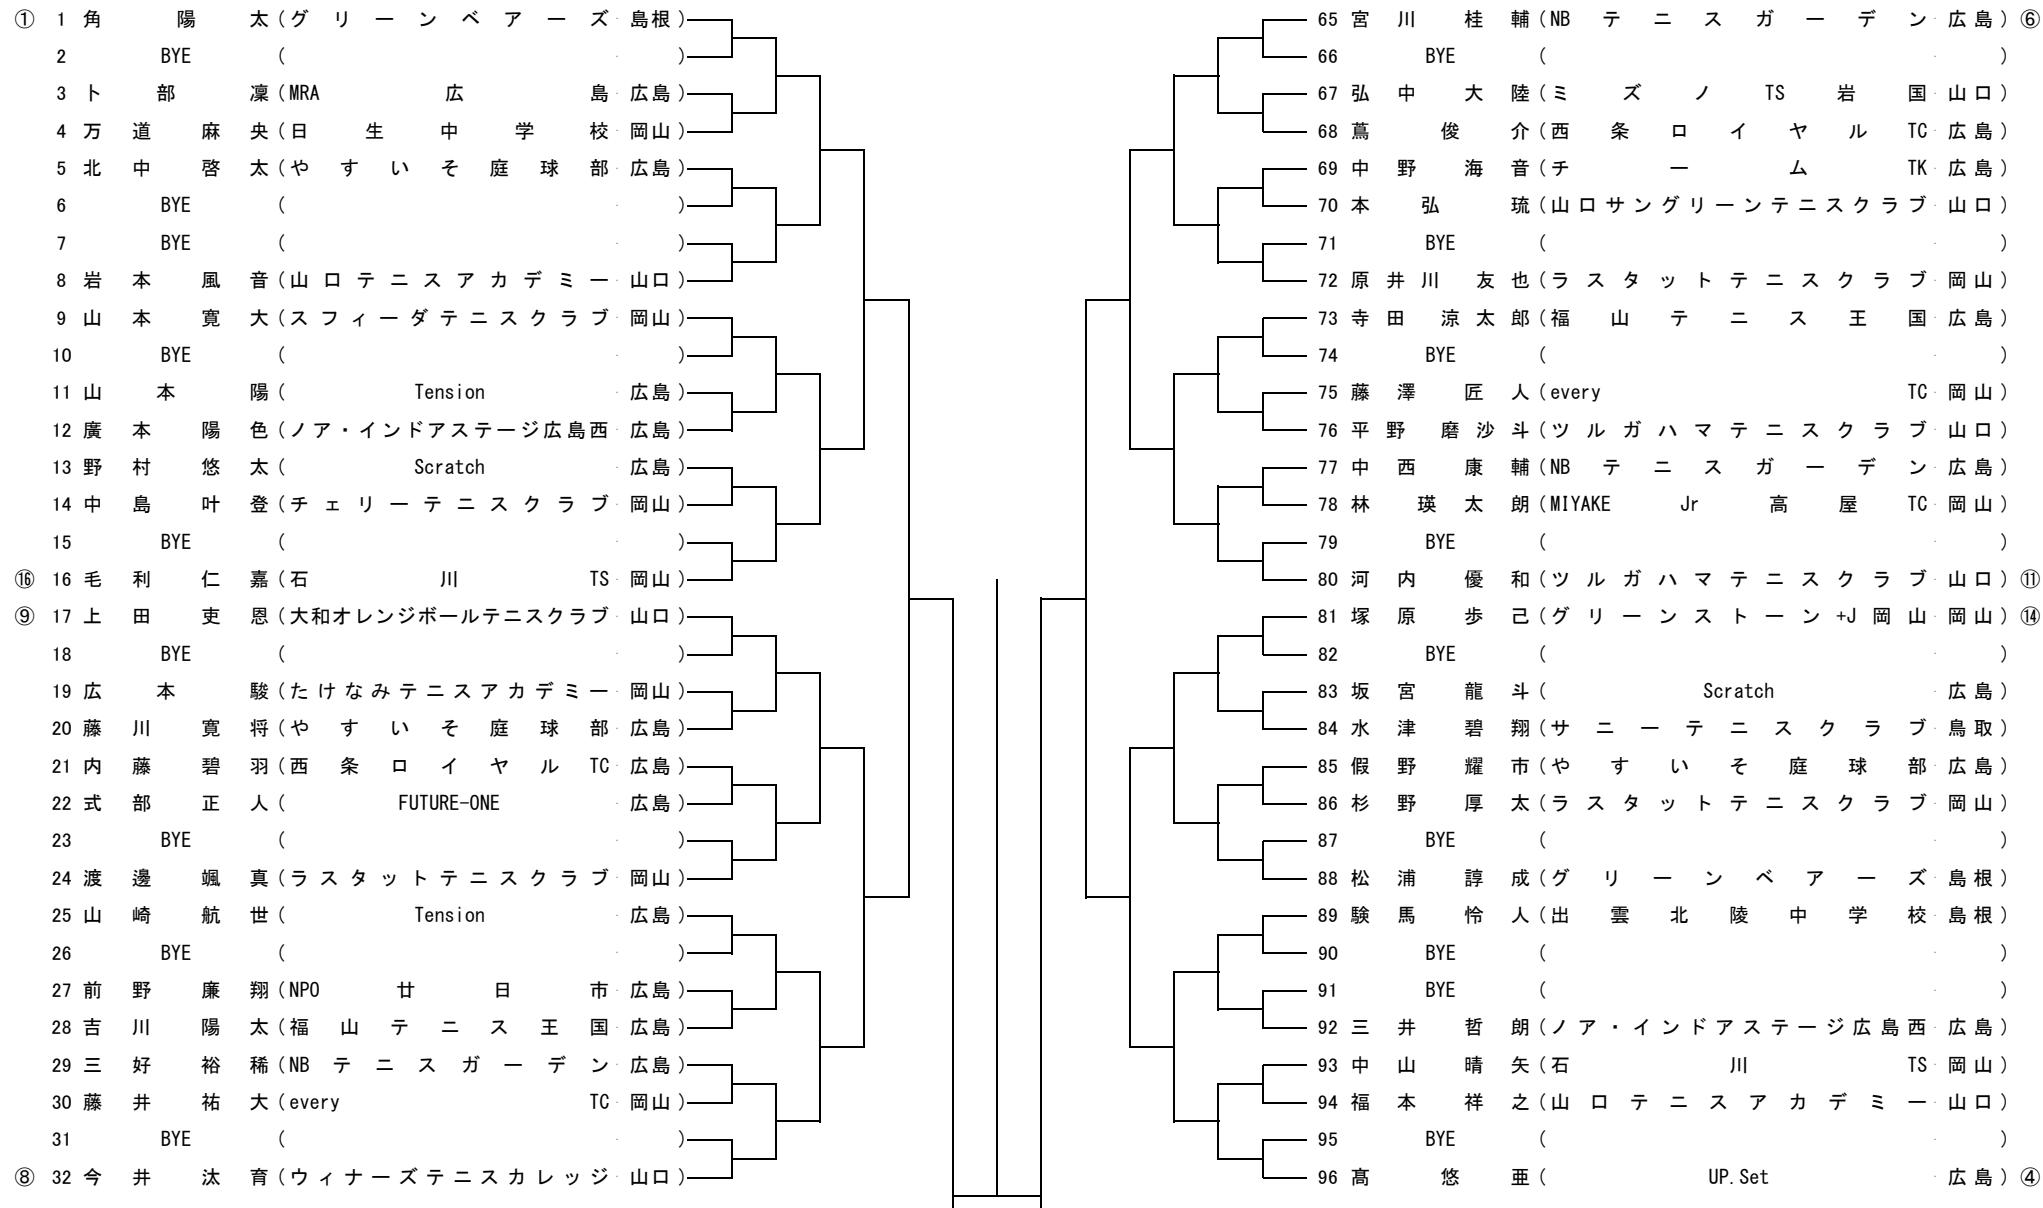 ① 1 角 陽 太 (グリーンベアーズ 島根)
2 BYE ( )
3 卜 部 凜 (MRA 広 島 広島)
4 万 道 麻 央 (日生中学校 岡山)
5 北 中 啓 太 (やすいそ庭球部 広島)
6 BYE ( )
7 BYE ( )
8 岩 本 風 音 (山口テニスアカデミー 山口)
9 山 本 寛 大 (スフィーダテニスクラブ 岡山)
10 BYE ( )
11 山 本 陽 (Tension 広島)
12 廣 本 陽 色 (ノア・インドアステージ広島西 広島)
13 野 村 悠 太 (Scratch 広島)
14 中 島 叶 登 (チェリーテニスクラブ 岡山)
15 BYE ( )
⑯ 16 毛 利 仁 嘉 (石川TS 岡山)
⑨ 17 上 田 吏 恩 (大和オレンジボールテニスクラブ 山口)
18 BYE ( )
19 広 本 駿 (たけなみテニスアカデミー 岡山)
20 藤 川 寛 将 (やすいそ庭球部 広島)
21 内 藤 碧 羽 (西条ロイヤルTC 広島)
22 式 部 正 人 (FUTURE-ONE 広島)
23 BYE ( )
24 渡 邊 颯 真 (ラスタットテニスクラブ 岡山)
25 山 崎 航 世 (Tension 広島)
26 BYE ( )
27 前 野 廉 翔 (NPO 廿日市 広島)
28 吉 川 陽 太 (福山テニス王国 広島)
29 三 好 裕 稀 (NBテニスガーデン 広島)
30 藤 井 祐 大 (every TC 岡山)
31 BYE ( )
⑧ 32 今 井 汰 育 (ウィナーズテニスカレッジ 山口)
65 宮 川 桂 輔 (NBテニスガーデン 広島) ⑥
66 BYE ( )
67 弘 中 大 陸 (ミズノTS岩国 山口)
68 蔦 俊 介 (西条ロイヤルTC 広島)
69 中 野 海 音 (チームTK 広島)
70 本 弘 琉 (山口サングリーンテニスクラブ 山口)
71 BYE ( )
72 原井川 友也 (ラスタットテニスクラブ 岡山)
73 寺田 涼太郎 (福山テニス王国 広島)
74 BYE ( )
75 藤 澤 匠 人 (every TC 岡山)
76 平野 磨沙斗 (ツルガハマテニスクラブ 山口)
77 中 西 康 輔 (NBテニスガーデン 広島)
78 林 瑛太朗 (MIYAKE Jr 高屋TC 岡山)
79 BYE ( )
80 河 内 優 和 (ツルガハマテニスクラブ 山口) ⑪
81 塚 原 歩 己 (グリーンストーン+J岡山 岡山) ⑭
82 BYE ( )
83 坂 宮 龍 斗 (Scratch 広島)
84 水 津 碧 翔 (サニーテニスクラブ 鳥取)
85 假 野 耀 市 (やすいそ庭球部 広島)
86 杉 野 厚 太 (ラスタットテニスクラブ 岡山)
87 BYE ( )
88 松 浦 諄 成 (グリーンベアーズ 島根)
89 験 馬 怜 人 (出雲北陵中学校 島根)
90 BYE ( )
91 BYE ( )
92 三 井 哲 朗 (ノア・インドアステージ広島西 広島)
93 中 山 晴 矢 (石川TS 岡山)
94 福 本 祥 之 (山口テニスアカデミー 山口)
95 BYE ( )
96 髙 悠 亜 (UP.Set 広島) ④